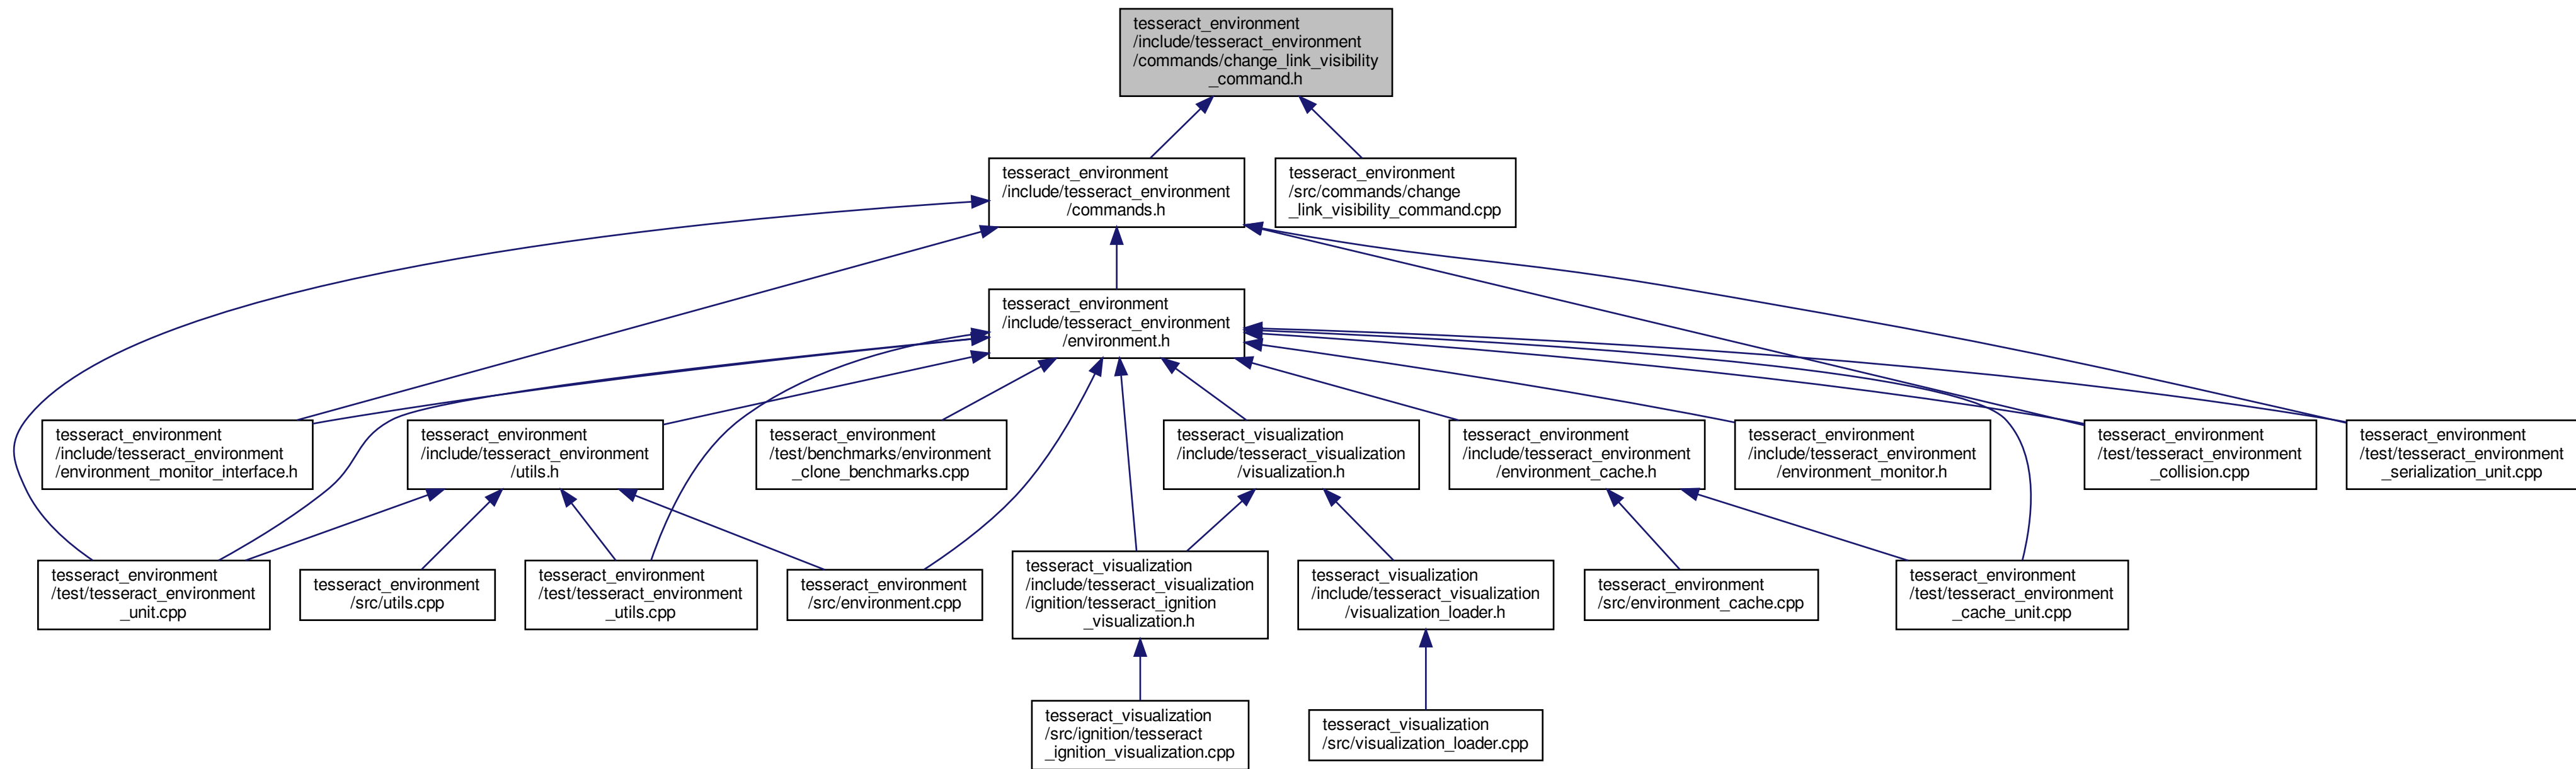 tesseract_environment
/include/tesseract_environment
/commands/change_link_visibility
_command.h
tesseract_environment
/include/tesseract_environment
/commands.h
tesseract_environment
/src/commands/change
_link_visibility_command.cpp
tesseract_environment
/include/tesseract_environment
/environment.h
tesseract_environment
/include/tesseract_environment
/environment_monitor_interface.h
tesseract_environment
/include/tesseract_environment
/utils.h
tesseract_environment
/test/benchmarks/environment
_clone_benchmarks.cpp
tesseract_visualization
/include/tesseract_visualization
/visualization.h
tesseract_environment
/include/tesseract_environment
/environment_cache.h
tesseract_environment
/include/tesseract_environment
/environment_monitor.h
tesseract_environment
/test/tesseract_environment
_collision.cpp
tesseract_environment
/test/tesseract_environment
_serialization_unit.cpp
tesseract_environment
/test/tesseract_environment
_unit.cpp
tesseract_environment
/src/utils.cpp
tesseract_environment
/test/tesseract_environment
_utils.cpp
tesseract_environment
/src/environment.cpp
tesseract_visualization
/include/tesseract_visualization
/ignition/tesseract_ignition
_visualization.h
tesseract_visualization
/include/tesseract_visualization
/visualization_loader.h
tesseract_environment
/src/environment_cache.cpp
tesseract_environment
/test/tesseract_environment
_cache_unit.cpp
tesseract_visualization
/src/ignition/tesseract
_ignition_visualization.cpp
tesseract_visualization
/src/visualization_loader.cpp